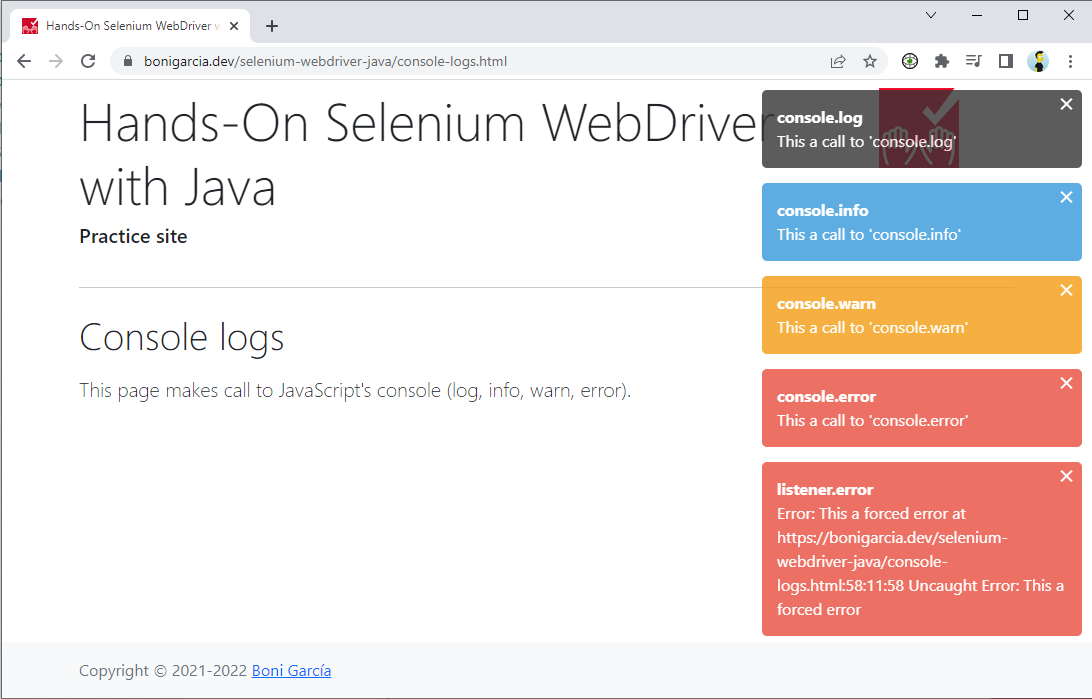 Hands-On Selenium WebDriver w
bonigarcia.dev/selenium-webdriver-java/console-logs.html
Hands-On Selenium WebDriver
with Java
Practice site
Console logs
This page makes call to JavaScript's console (log, info, warn, error).
console.log
This a call to 'console.log'
console.info
This a call to 'console.info'
console.warn
This a call to 'console.warn'
console.error
This a call to 'console.error'
listener.error
Error: This a forced error at
https://bonigarcia.dev/selenium-
webdriver-java/console-
logs.html:58:11:58 Uncaught Error: This a
forced error
Copyright © 2021-2022 Boni García